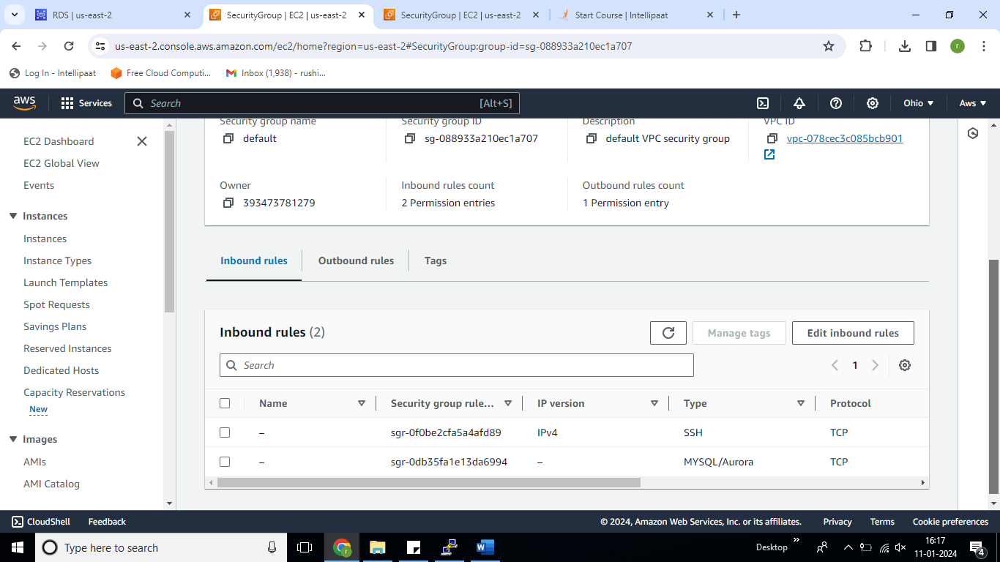 RDS | us-east-2
SecurityGroup | EC2 | us-east-2
SecurityGroup | EC2 | us-east-2
Start Course | Intellipaat
us-east-2.console.aws.amazon.com/ec2/home?region=us-east-2#SecurityGroup:group-id=sg-088933a210ec1a707
r
Log In - Intellipaat
Free Cloud Computi...
Inbox (1,938) - rushi...
aws
Services
Search
[Alt+S]
Ohio
Aws
EC2 Dashboard
EC2 Global View
Events
Instances
Instances
Instance Types
Launch Templates
Spot Requests
Savings Plans
Reserved Instances
Dedicated Hosts
Capacity Reservations
New
Images
AMIs
AMI Catalog
Security group name
default
Security group ID
sg-088933a210ec1a707
Description
default VPC security group
VPC ID
vpc-078cec3c085bcb901
Owner
393473781279
Inbound rules count
2 Permission entries
Outbound rules count
1 Permission entry
Inbound rules
Outbound rules
Tags
Inbound rules (2)
Manage tags
Edit inbound rules
Search
1
Name Security group rule... IP version Type Protocol
– sgr-0f0be2cfa5a4afd89 IPv4 SSH TCP
– sgr-0db35fa1e13da6994 – MYSQL/Aurora TCP
CloudShell
Feedback
© 2024, Amazon Web Services, Inc. or its affiliates.
Privacy
Terms
Cookie preferences
Type here to search
r
Desktop
16:17
11-01-2024
4